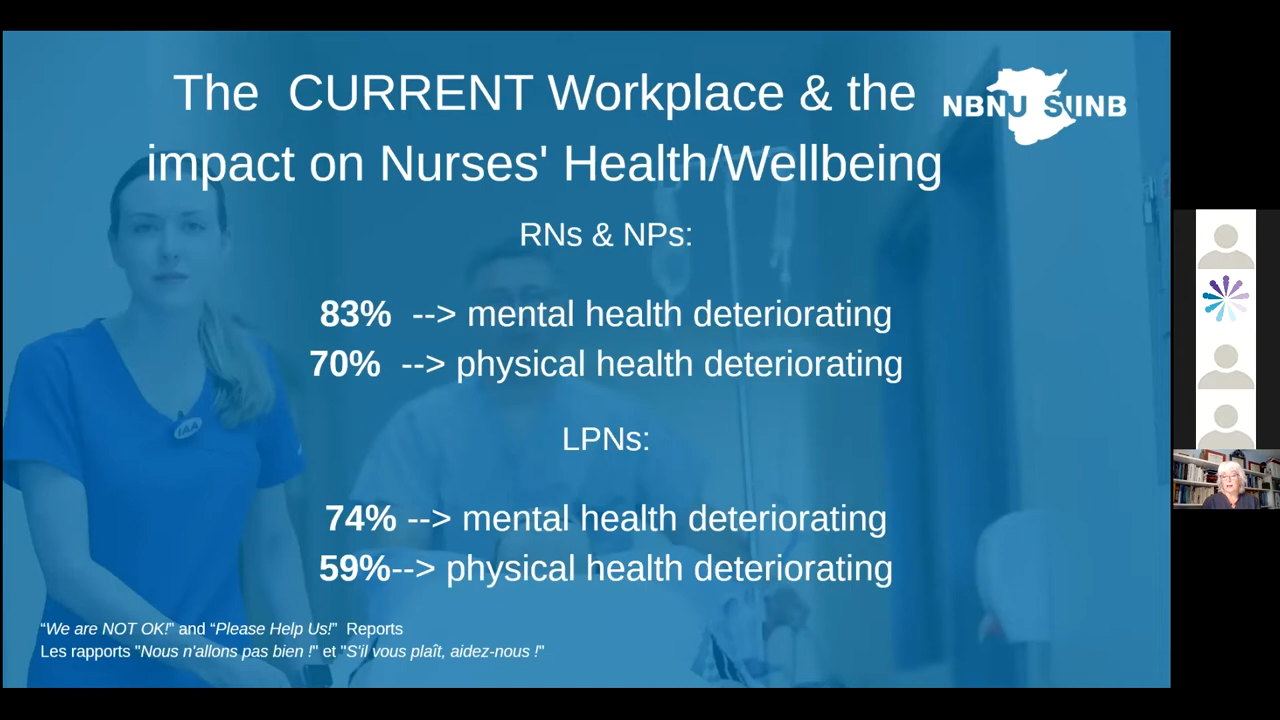 The CURRENT Workplace & the
impact on Nurses' Health/Wellbeing
NBNU SIINB
RNs & NPs:
83% --> mental health deteriorating
70% --> physical health deteriorating
LPNs:
74% --> mental health deteriorating
59%--> physical health deteriorating
“We are NOT OK!” and “Please Help Us!” Reports
Les rapports "Nous n'allons pas bien !" et "S'il vous plaît, aidez-nous !"
IAA